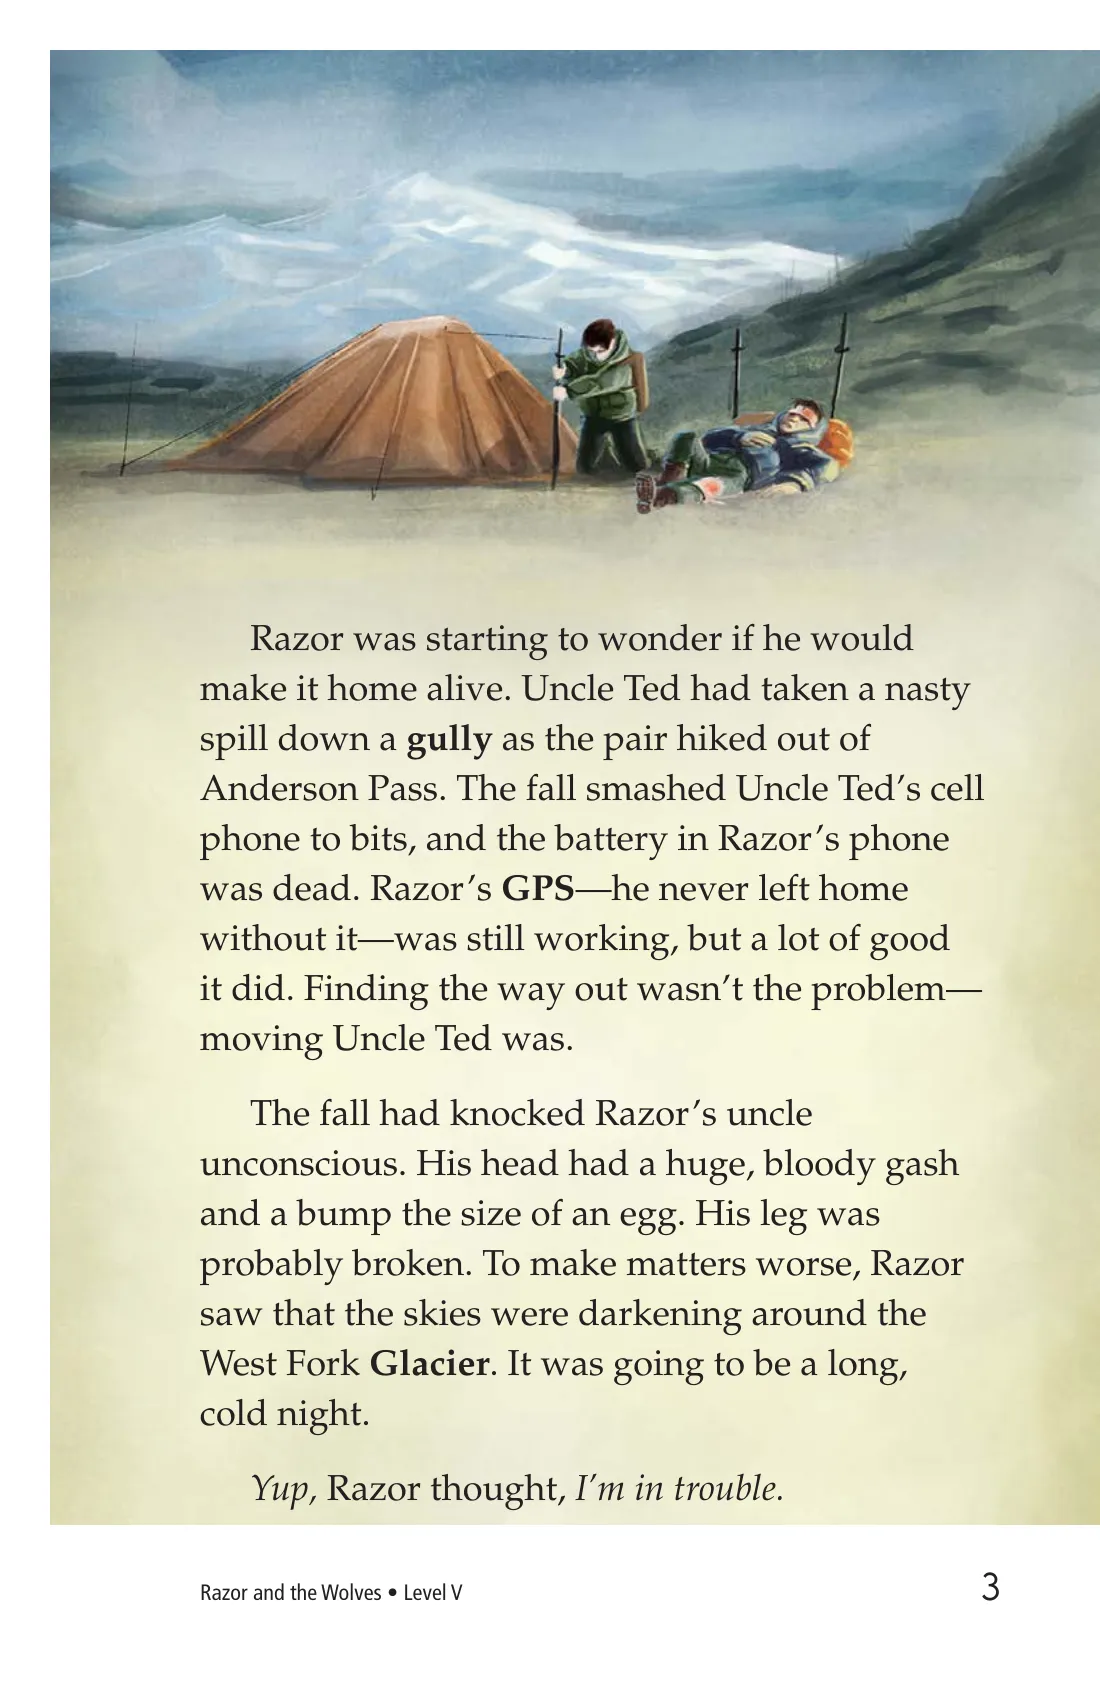 Razor was starting to wonder if he would
make it home alive. Uncle Ted had taken a nasty
spill down a gully as the pair hiked out of
Anderson Pass. The fall smashed Uncle Ted’s cell
phone to bits, and the battery in Razor’s phone
was dead. Razor’s GPS—he never left home
without it—was still working, but a lot of good
it did. Finding the way out wasn’t the problem—
moving Uncle Ted was.
The fall had knocked Razor’s uncle
unconscious. His head had a huge, bloody gash
and a bump the size of an egg. His leg was
probably broken. To make matters worse, Razor
saw that the skies were darkening around the
West Fork Glacier. It was going to be a long,
cold night.
Yup, Razor thought, I’m in trouble.
Razor and the Wolves • Level V
3